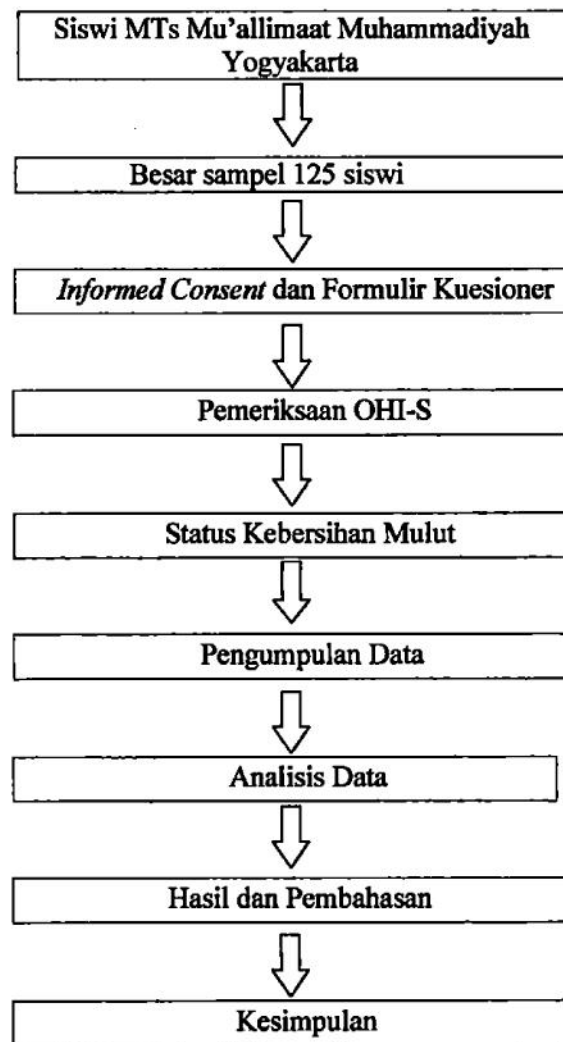 Siswi MTs Mu’allimaat Muhammadiyah
Yogyakarta
Besar sampel 125 siswi
Informed Consent dan Formulir Kuesioner
Pemeriksaan OHI-S
Status Kebersihan Mulut
Pengumpulan Data
Analisis Data
Hasil dan Pembahasan
Kesimpulan